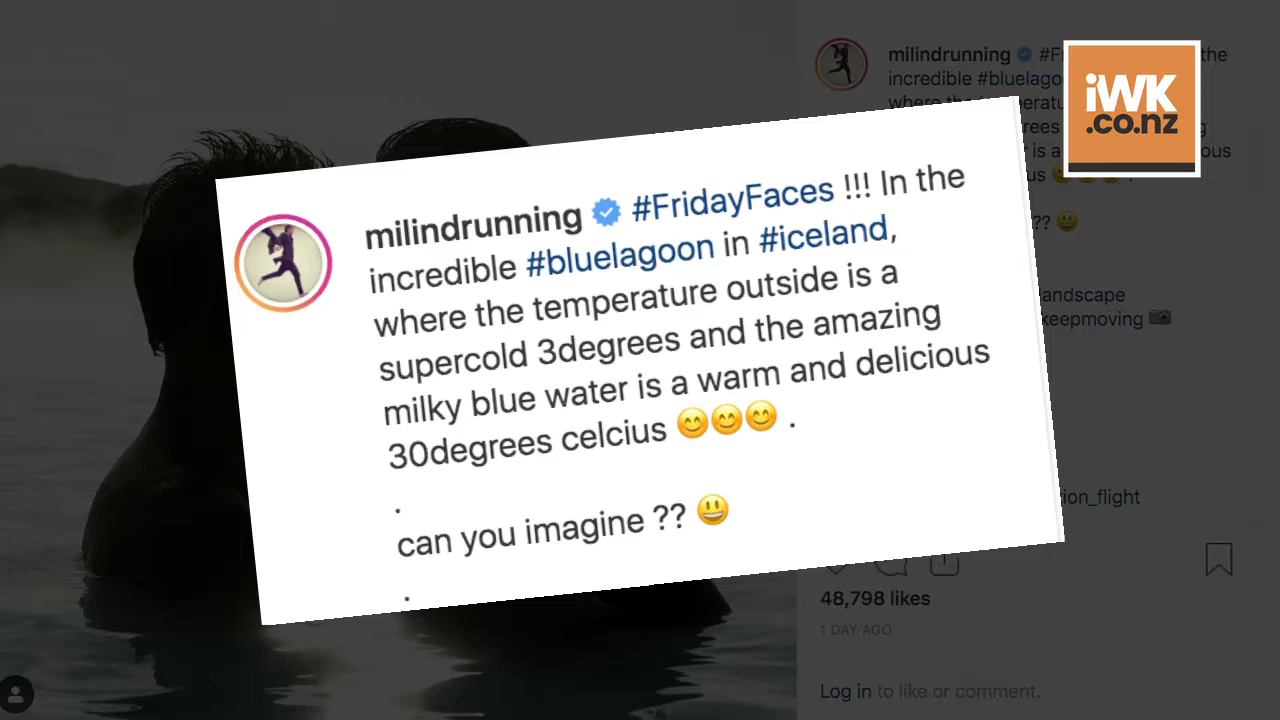 milindrunning #FridayFaces !!! In the
incredible #bluelagoon in #iceland,
where the temperature outside is a
supercold 3degrees and the amazing
milky blue water is a warm and delicious
30degrees celcius 😊😊😊 .
.
can you imagine ?? 😃
.
iWK
.co.nz
milindrunning the
incredible
where
?? 😃
landscape
keepmoving 📷
ion_flight
48,798 likes
1 DAY AGO
Log in to like or comment.